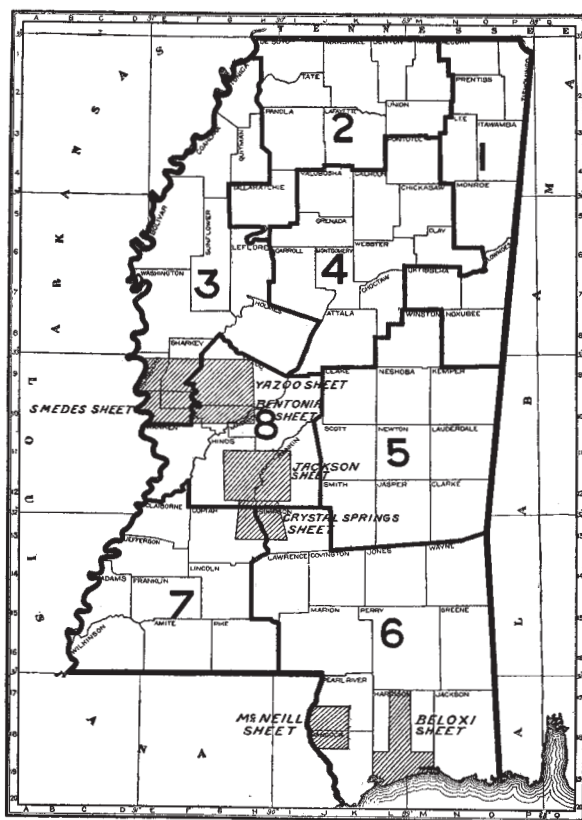 A B C D E F G H I J K L M N O P Q
TENNESSEE
DE SOTO MARSHALL BENTON
TATE PRENTISS
PANOLA LAFAYETTE UNION
LEE ITAWAMBA
2
1
QUITMAN PONTOTOC
TALLAHATCHIE YALOBUSHA CALHOUN
CHICKASAW MONROE
BOLIVAR SUNFLOWER GRENADA
CLAY
LEFLORE CARROLL MONTGOMERY WEBSTER LOWNDES
WASHINGTON
3 4
OKTIBBEHA
CHOCTAW
HOLMES
ATTALA WINSTON NOXUBEE
SHARKEY
NESHOBA KEMPER
YAZOO SHEET
SMEDES SHEET
BENTONIA
SHEET
8
HINDS RANKIN
SCOTT NEWTON LAUDERDALE
5
JACKSON
SHEET
SMITH JASPER CLARKE
CLAIBORNE COPIAH SIMPSON
CRYSTAL SPRINGS
SHEET
JEFFERSON
LINCOLN LAWRENCE COVINGTON JONES WAYNE
ADAMS FRANKLIN
7
MARION PERRY GREENE
6
WILKINSON AMITE PIKE
PEARL RIVER
HARRISON JACKSON
McNEILL
SHEET
BELOXI
SHEET
ARKANSAS
LOUISIANA
ALABAMA